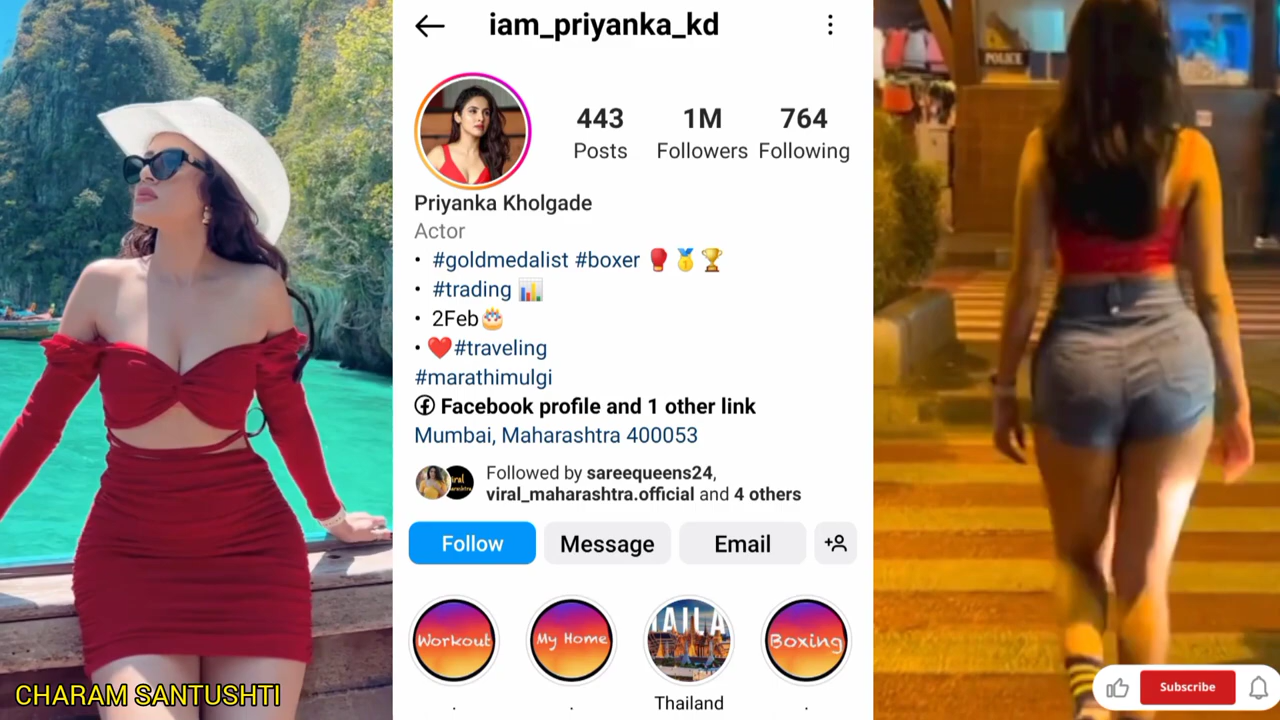 iam_priyanka_kd
443
1M
764
Posts
Followers
Following
Priyanka Kholgade
Actor
• #goldmedalist #boxer 🥊🥇🏆
• #trading 📊
• 2Feb🎂
• ❤️#traveling
#marathimulgi
Facebook profile and 1 other link
Mumbai, Maharashtra 400053
Followed by sareequeens24,
viral_maharashtra.official and 4 others
Follow
Message
Email
Workout
My Home
Boxing
.
.
Thailand
.
CHARAM SANTUSHTI
POLICE
Subscribe